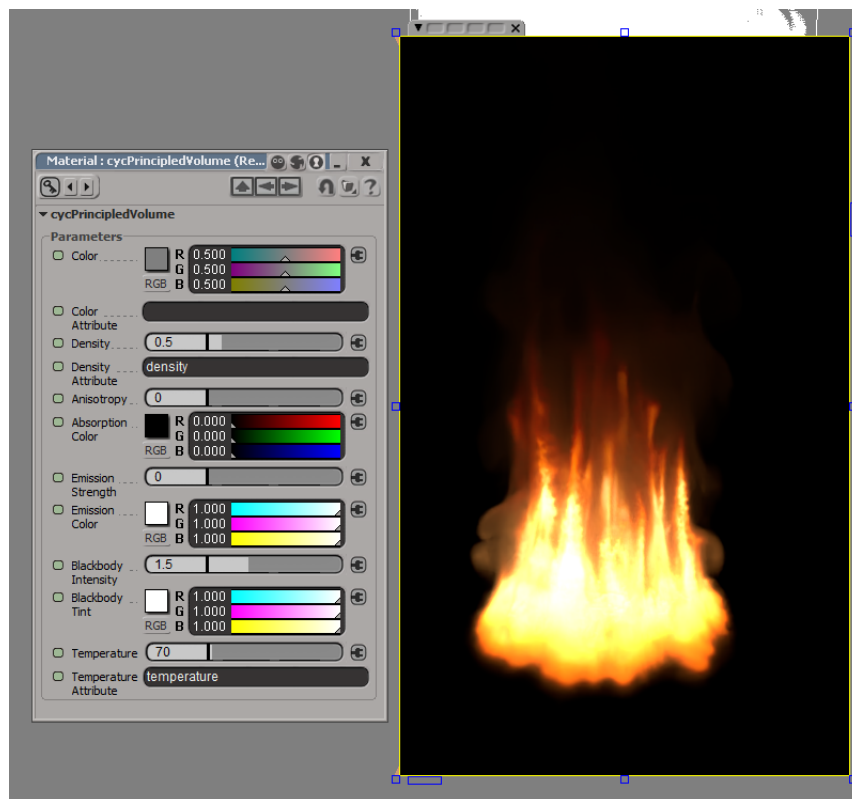 Material : cycPrincipledVolume (Re...
cycPrincipledVolume
Parameters
Color
R 0.500
G 0.500
RGB B 0.500
Color
Attribute
Density 0.5
Density density
Attribute
Anisotropy 0
Absorption R 0.000
Color G 0.000
RGB B 0.000
Emission 0
Strength
Emission R 1.000
Color G 1.000
RGB B 1.000
Blackbody 1.5
Intensity
Blackbody R 1.000
Tint G 1.000
RGB B 1.000
Temperature 70
Temperature temperature
Attribute